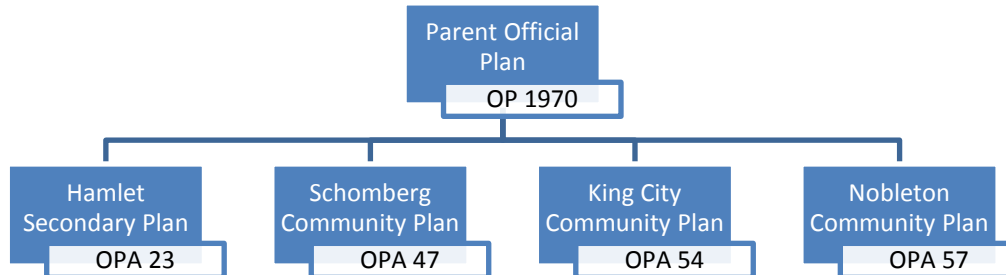 Parent Official
Plan
OP 1970
Hamlet
Secondary Plan
OPA 23
Schomberg
Community Plan
OPA 47
King City
Community Plan
OPA 54
Nobleton
Community Plan
OPA 57